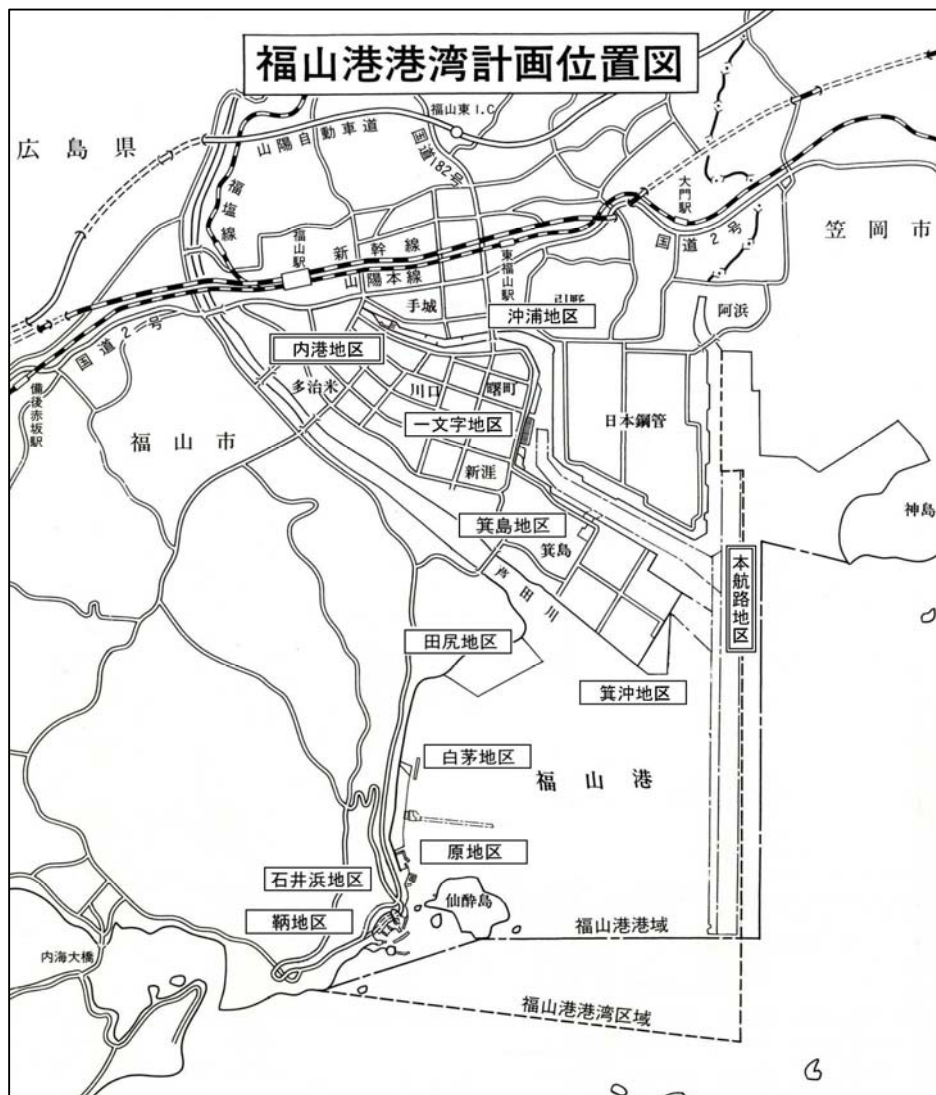 福山港港湾計画位置図
福山東I.C
広島県
山陽自動車道
国道182号
福塩線
大門駅
笠岡市
国道2号
福山駅
新幹線
山陽本線
東福山駅
手城
引野
沖浦地区
阿浜
国道2号
内港地区
備後赤坂駅
多治米
川口
曙町
日本鋼管
福山市
一文字地区
新涯
神島
箕島地区
箕島
本航路地区
芦田川
田尻地区
箕沖地区
白茅地区
福山港
原地区
石井浜地区
仙酔島
鞆地区
福山港港域
内海大橋
福山港港湾区域